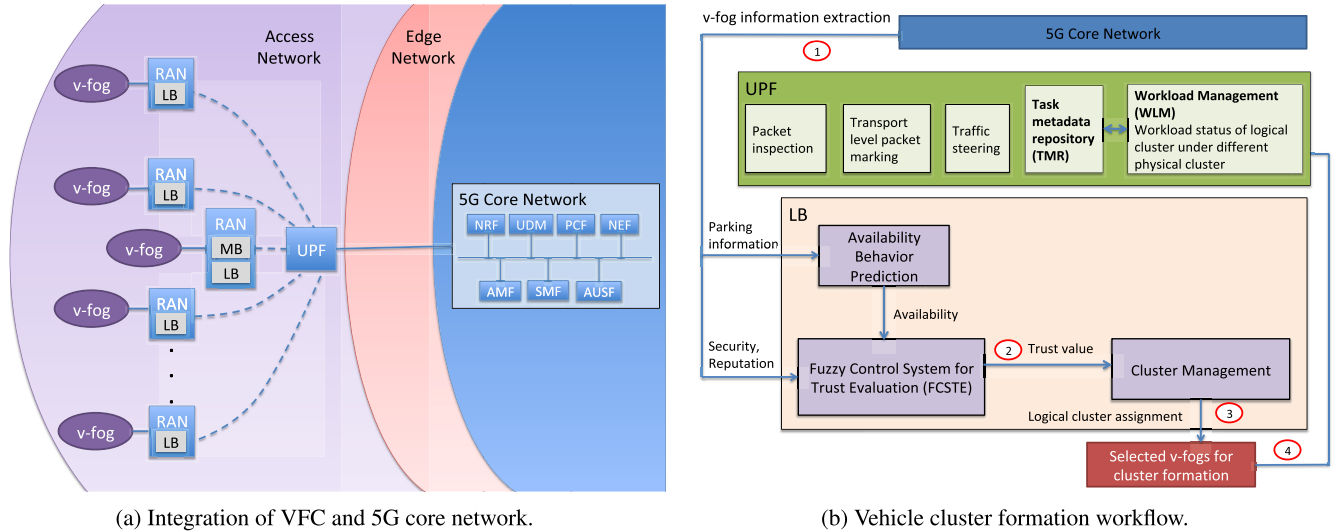 Access
Network
Edge
Network
v-fog
RAN
LB
v-fog
RAN
LB
v-fog
RAN
MB
LB
UPF
v-fog
RAN
LB
v-fog
RAN
LB
5G Core Network
NRF
UDM
PCF
NEF
AMF
SMF
AUSF
(a) Integration of VFC and 5G core network.
v-fog information extraction
1
5G Core Network
UPF
Packet
inspection
Transport
level packet
marking
Traffic
steering
Task
metadata
repository
(TMR)
Workload Management
(WLM)
Workload status of logical
cluster under different
physical cluster
LB
Parking
information
Availability
Behavior
Prediction
Availability
Security,
Reputation
Fuzzy Control System for
Trust Evaluation (FCSTE)
2
Trust value
Cluster Management
Logical cluster assignment
3
Selected v-fogs for
cluster formation
4
(b) Vehicle cluster formation workflow.